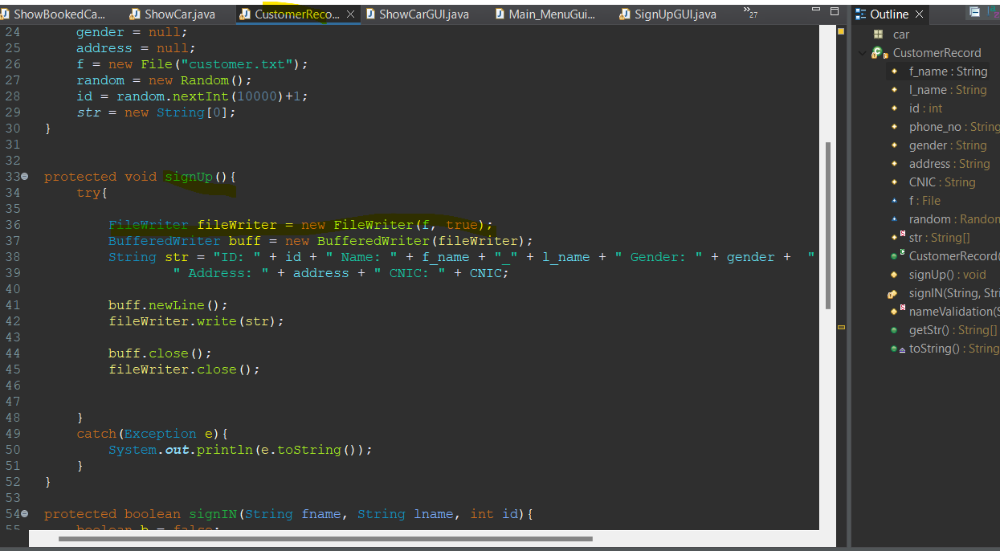 ShowBookedCa... ShowCar.java CustomerReco... ShowCarGUI.java Main_MenuGui... SignUpGUI.java »27
24 gender = null;
25 address = null;
26 f = new File("customer.txt");
27 random = new Random();
28 id = random.nextInt(10000)+1;
29 str = new String[0];
30 }
31
32
33 protected void signUp(){
34 try{
35
36 FileWriter fileWriter = new FileWriter(f, true);
37 BufferedWriter buff = new BufferedWriter(fileWriter);
38 String str = "ID: " + id + " Name: " + f_name + "_" + l_name + " Gender: " + gender + "
39 " Address: " + address + " CNIC: " + CNIC;
40
41 buff.newLine();
42 fileWriter.write(str);
43
44 buff.close();
45 fileWriter.close();
46
47
48 }
49 catch(Exception e){
50 System.out.println(e.toString());
51 }
52 }
53
54 protected boolean signIN(String fname, String lname, int id){
55 boolean b = false;
Outline
car
CustomerRecord
f_name : String
l_name : String
id : int
phone_no : String
gender : String
address : String
CNIC : String
f : File
random : Random
str : String[]
CustomerRecord(
signUp() : void
signIN(String, Stri
nameValidation(S
getStr() : String[]
toString() : String